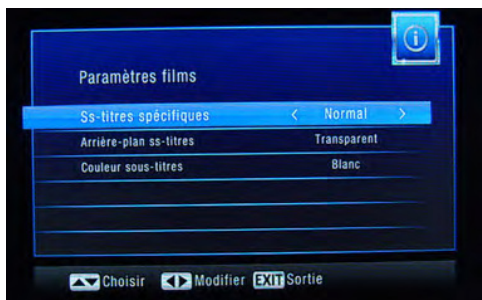 Paramètres films
Ss-titres spécifiques < Normal >
Arrière-plan ss-titres Transparent
Couleur sous-titres Blanc
Choisir Modifier EXIT Sortie